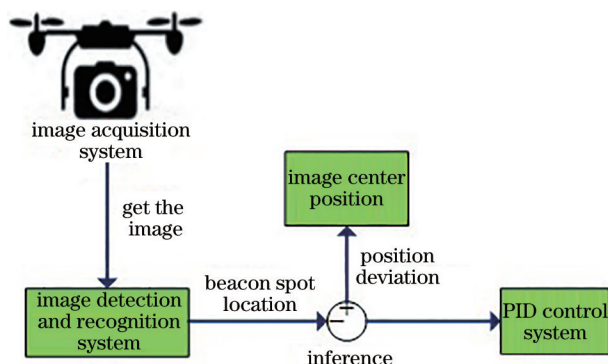 image acquisition
system
get the
image
image center
position
position
deviation
beacon spot
location
image detection
and recognition
system
+
−
inference
PID control
system